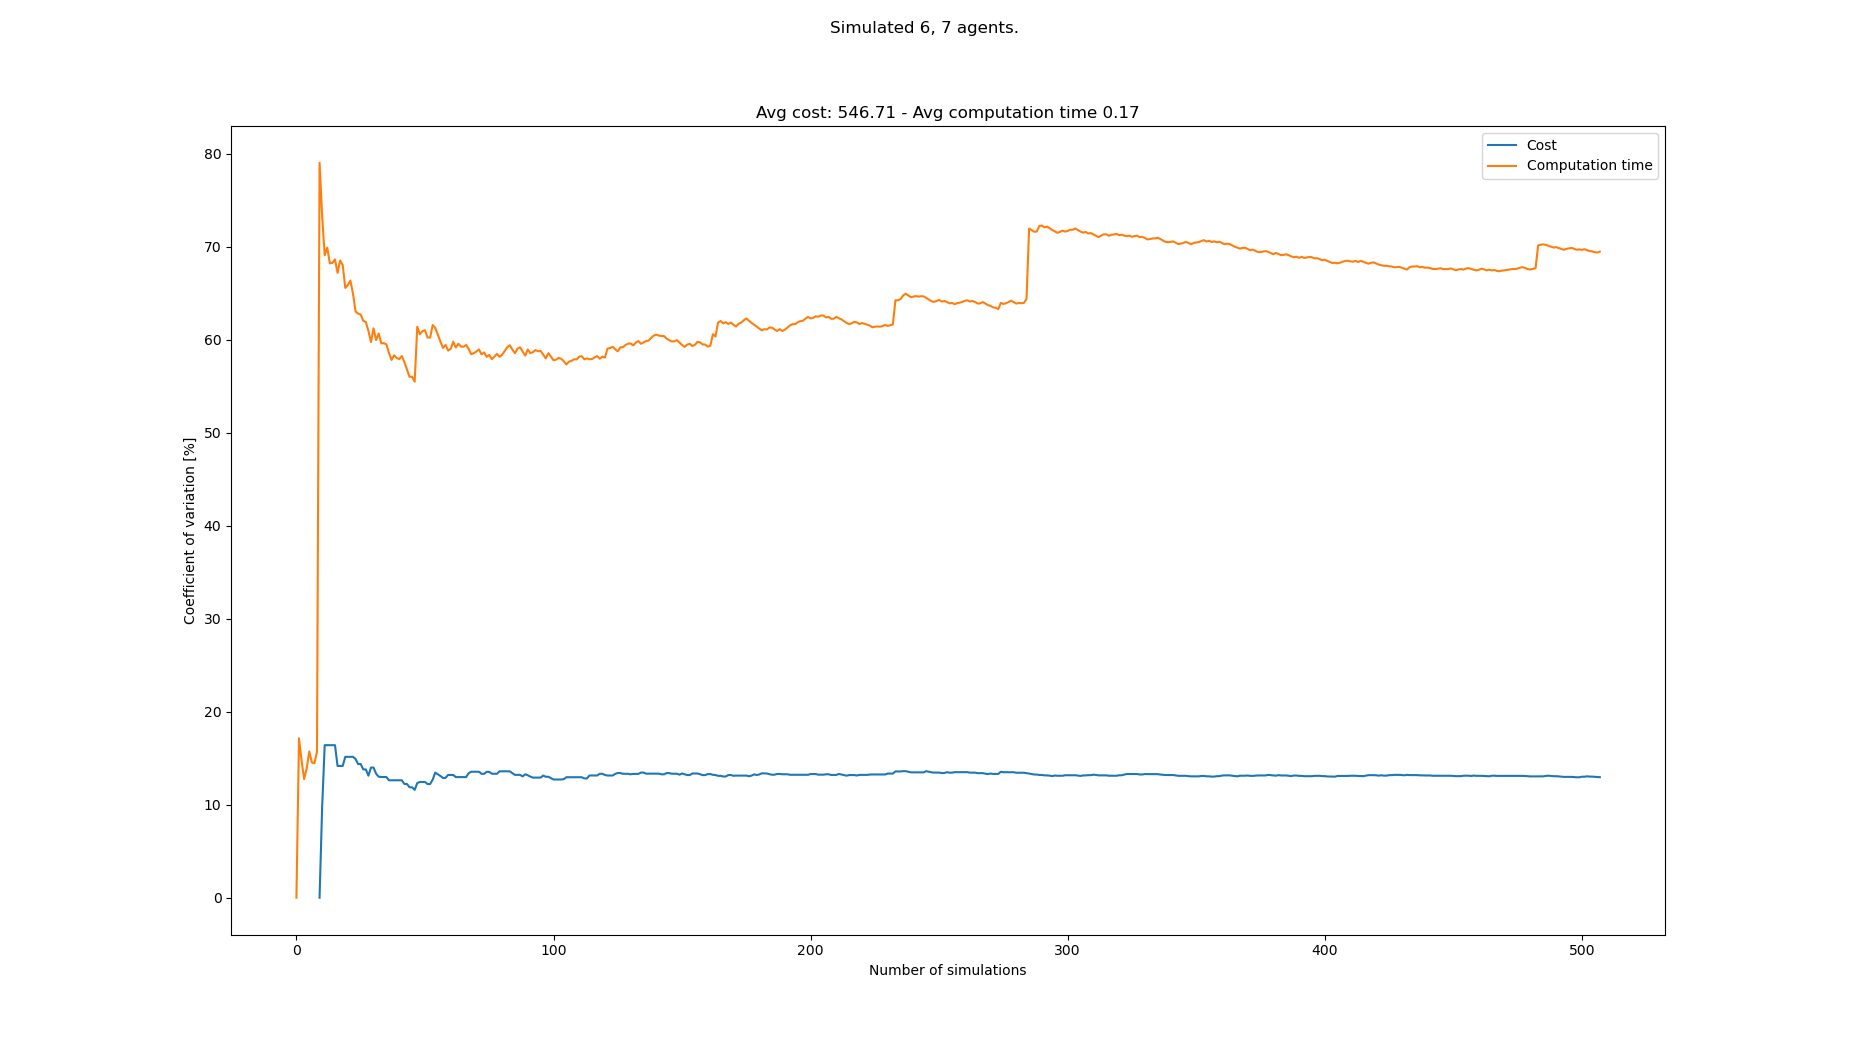 Simulated 6, 7 agents.
Avg cost: 546.71 - Avg computation time 0.17
Cost
Computation time
Coefficient of variation [%]
80
70
60
50
40
30
20
10
0
0 100 200 300 400 500
Number of simulations